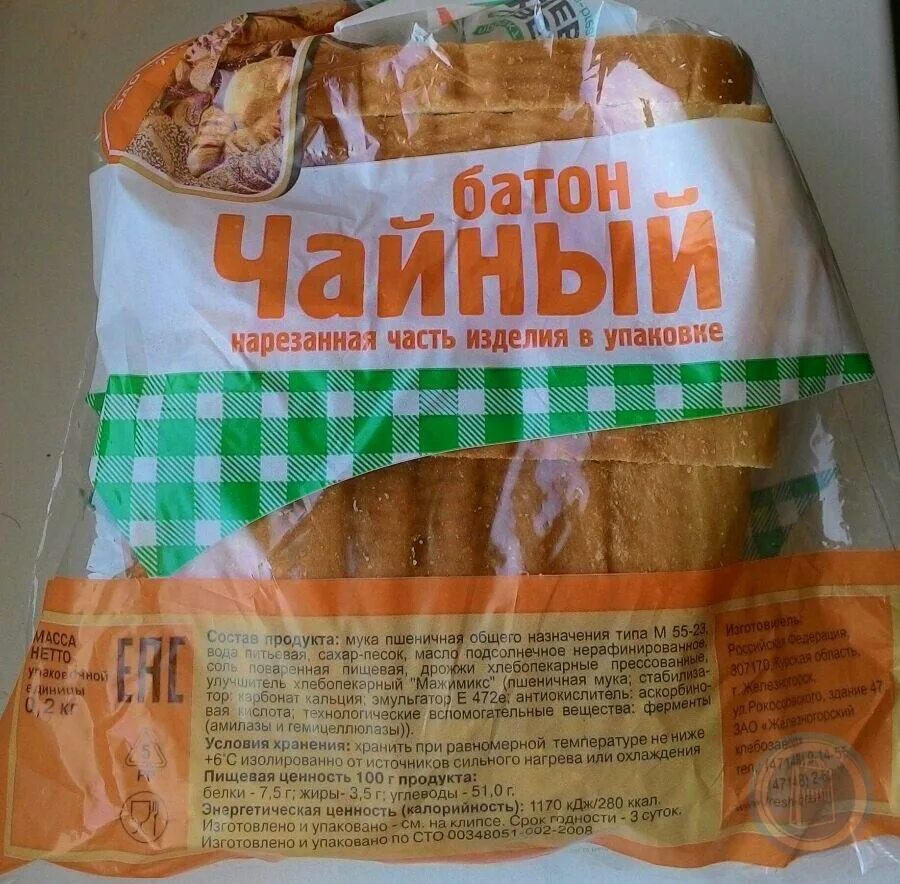 батон
Чайный
нарезанная часть изделия в упаковке
МАССА
НЕТТО
упаковочной
единицы
0,2 кг
ЕАС
5
Состав продукта: мука пшеничная общего назначения типа М 55-23,
вода питьевая, сахар-песок, масло подсолнечное нерафинированное,
соль поваренная пищевая, дрожжи хлебопекарные прессованные,
улучшитель хлебопекарный "Мажимикс" (пшеничная мука; стабилиза-
тор: карбонат кальция; эмульгатор Е 472е; антиокислитель: аскорбино-
вая кислота; технологические вспомогательные вещества: ферменты
(амилазы и гемицеллюлозы)).
Условия хранения: хранить при равномерной температуре не ниже
+6°С изолированно от источников сильного нагрева или охлаждения
Пищевая ценность 100 г продукта:
белки - 7,5 г; жиры- 3,5 г; углеводы - 51,0 г.
Энергетическая ценность (калорийность): 1170 кДж/280 ккал.
Изготовлено и упаковано - см. на клипсе. Срок годности - 3 суток.
Изготовлено и упаковано по СТО 00348051-002-2008
Изготовитель:
Российская Федерация,
307170, Курская область,
г. Железногорск,
ул. Рокоссовского, здание 47
ЗАО "Железногорский
хлебозавод"
тел.